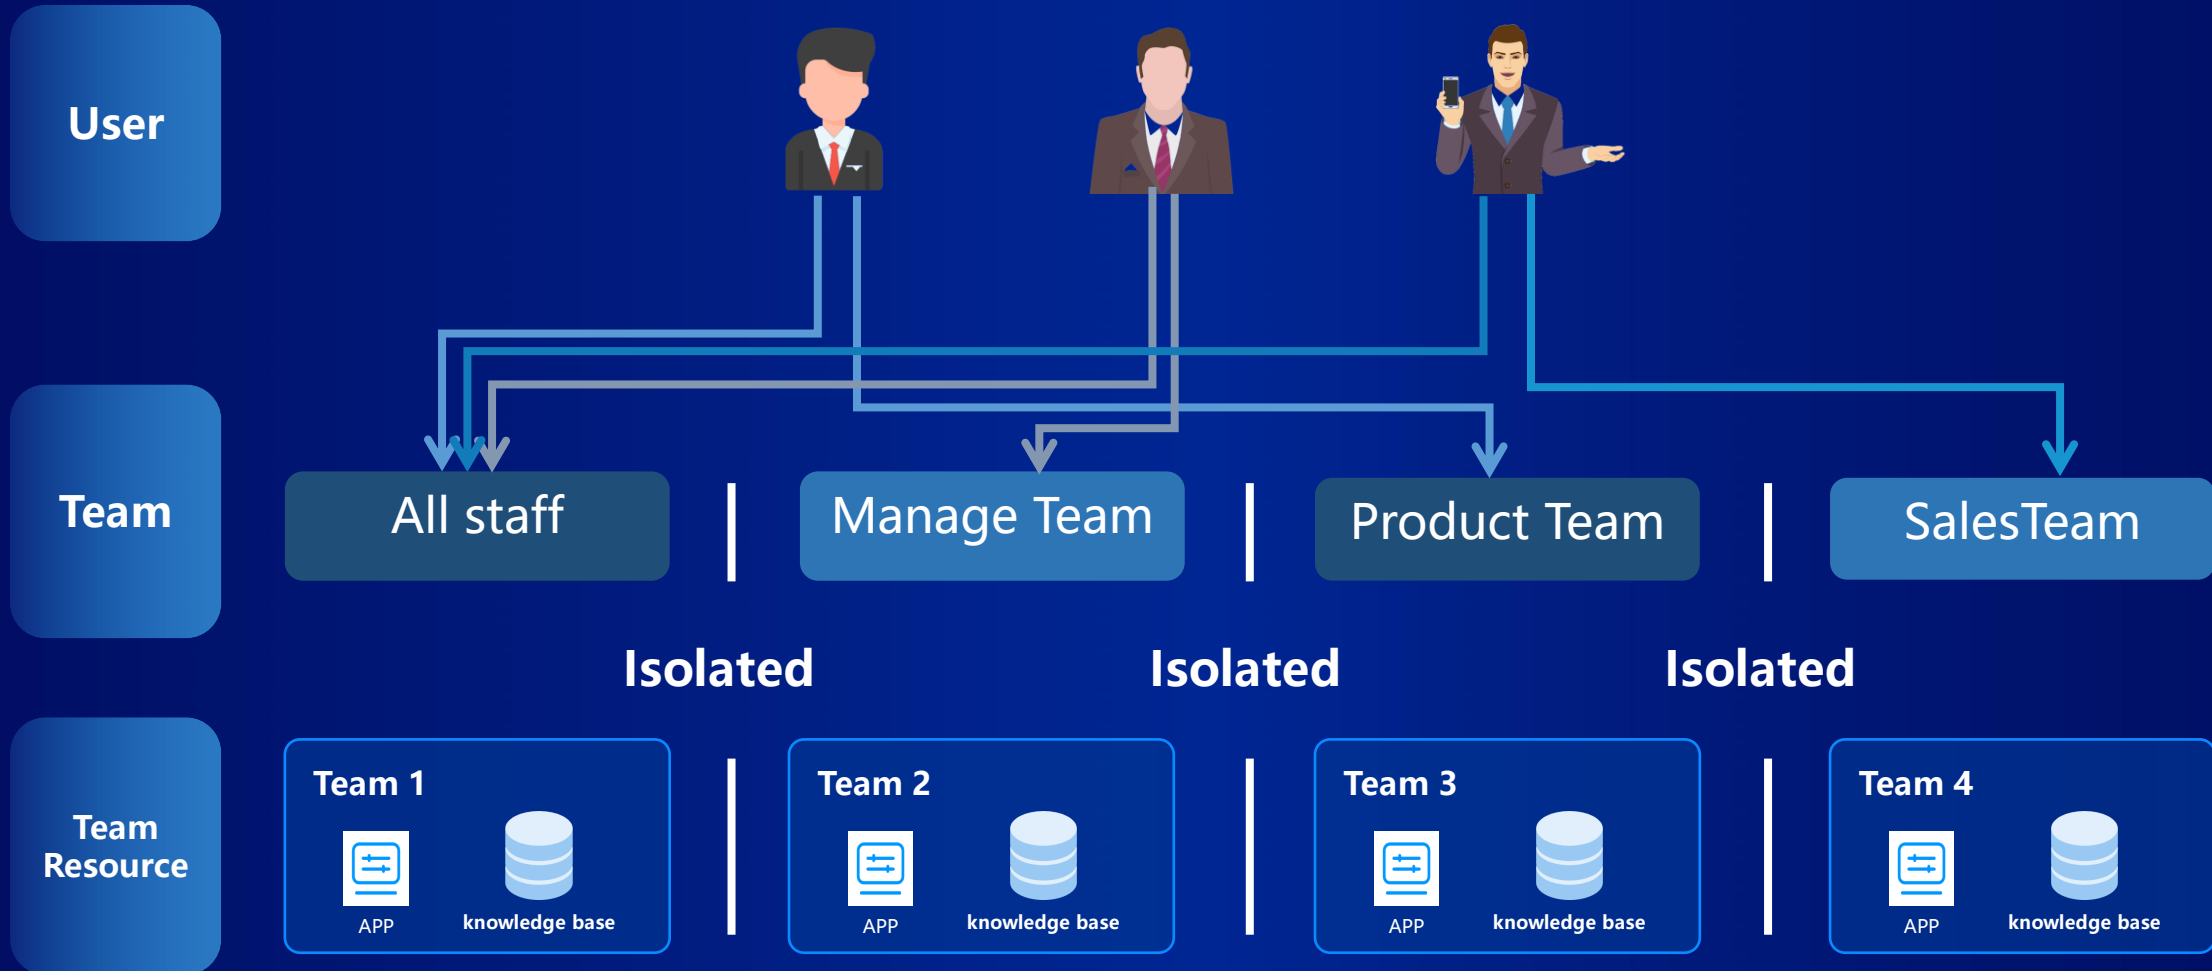 User
Team
All staff
Manage Team
Product Team
SalesTeam
Isolated
Isolated
Isolated
Team
Resource
Team 1
APP
knowledge base
Team 2
APP
knowledge base
Team 3
APP
knowledge base
Team 4
APP
knowledge base